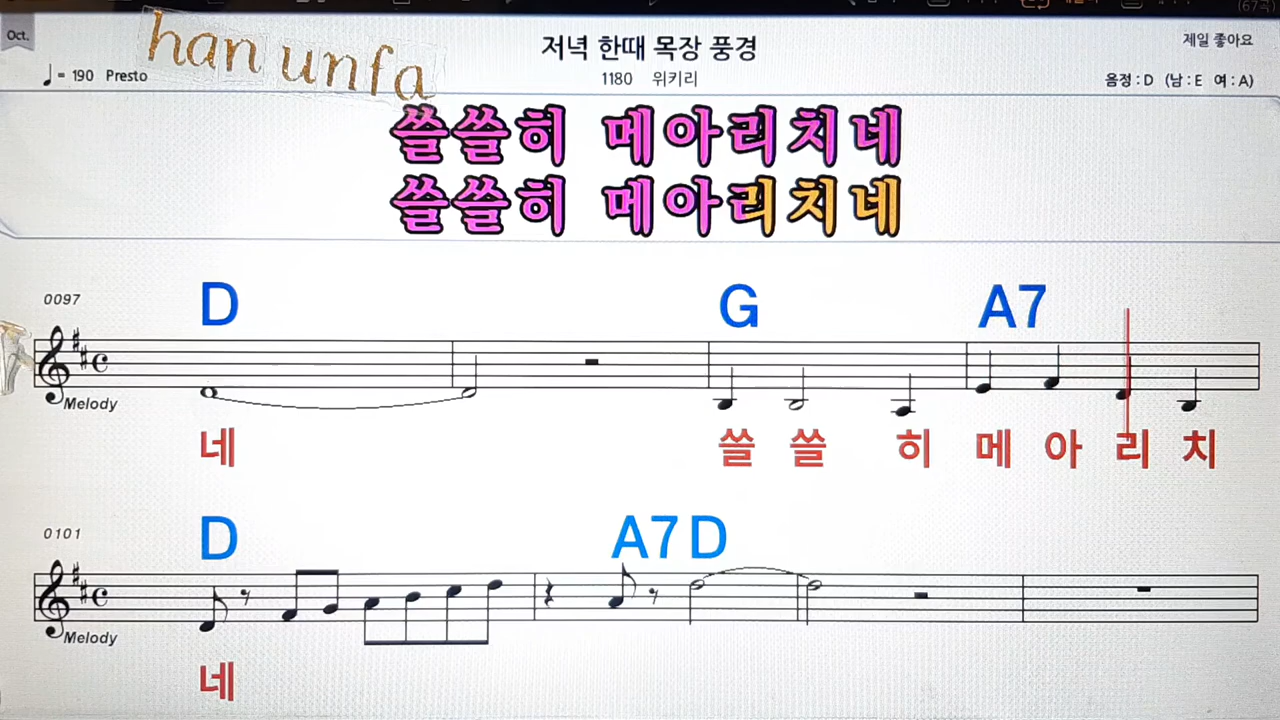 Oct.
han unfa
저녁 한때 목장 풍경
제일 좋아요
♩= 190 Presto
1180 위키리
음정 : D (남 : E 여 : A)
쓸쓸히 메아리치네
쓸쓸히 메아리치네
0097
D G A7
Melody
네 쓸 쓸 히 메 아 리 치
0101
D A7 D
Melody
네